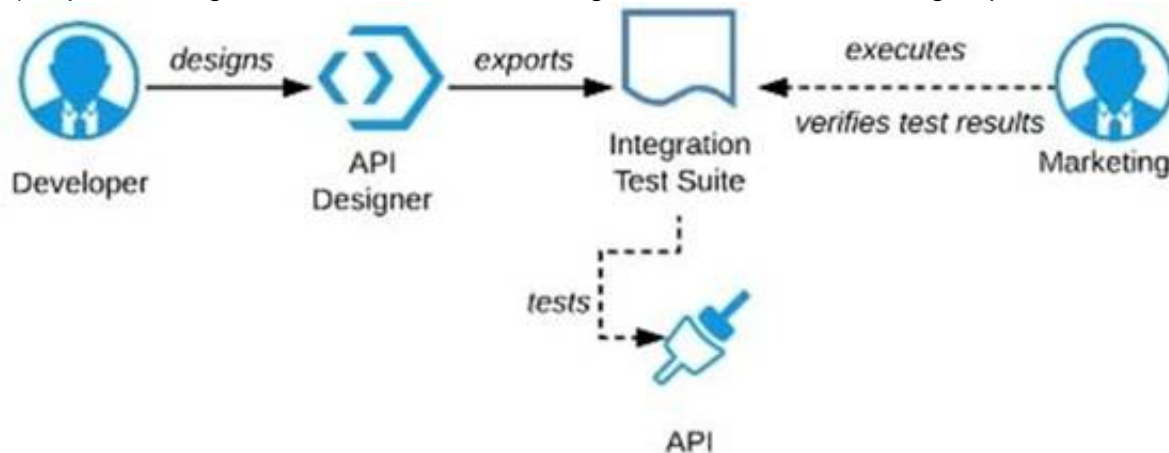 designs
exports
executes
verifies test results
Developer
API
Designer
Integration
Test Suite
Marketing
tests
API